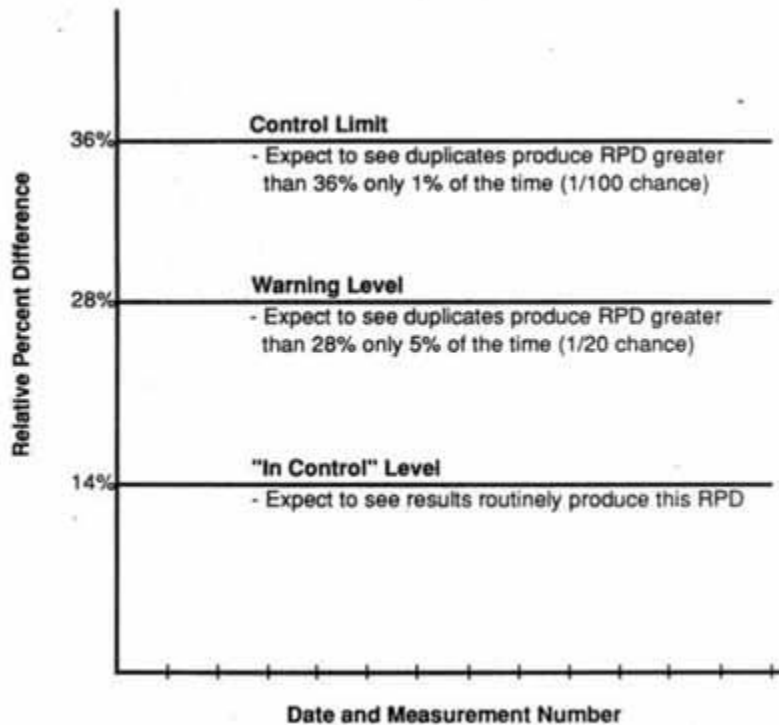 Control Limit
36%
- Expect to see duplicates produce RPD greater
than 36% only 1% of the time (1/100 chance)
Relative Percent Difference
Warning Level
28%
- Expect to see duplicates produce RPD greater
than 28% only 5% of the time (1/20 chance)
"In Control" Level
14%
- Expect to see results routinely produce this RPD
Date and Measurement Number